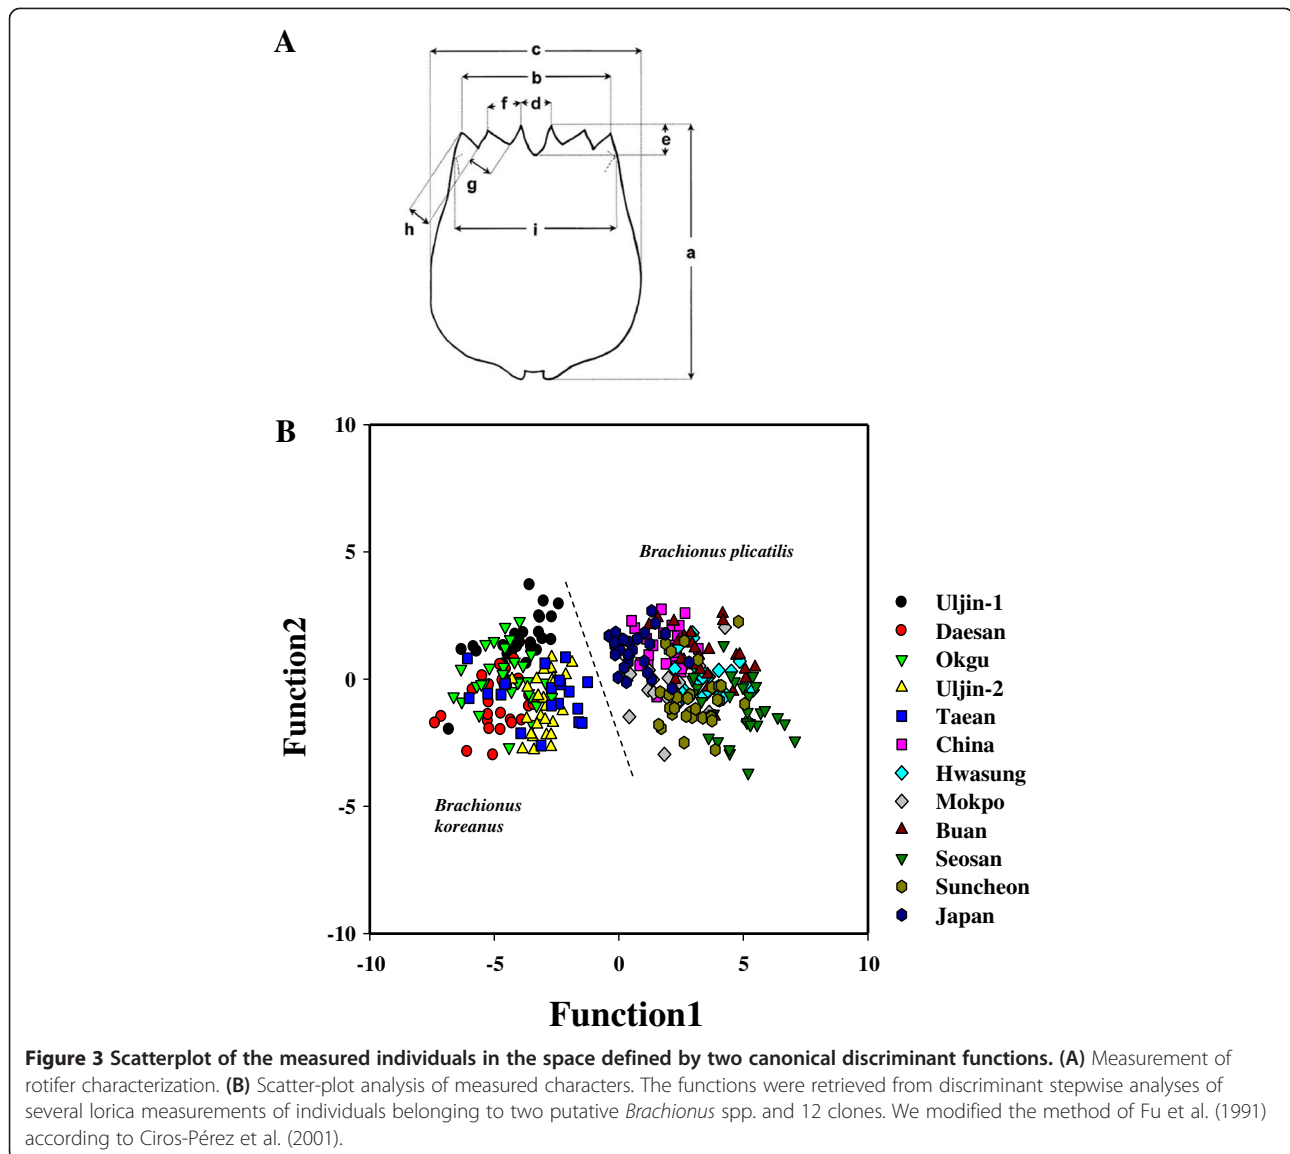 A
c
b
f d
e
g
h
i
a
B
10
5
0
-5
-10
-10 -5 0 5 10
Function2
Function1
Brachionus plicatilis
Brachionus
koreanus
Uljin-1
Daesan
Okgu
Uljin-2
Taean
China
Hwasung
Mokpo
Buan
Seosan
Suncheon
Japan
Figure 3 Scatterplot of the measured individuals in the space defined by two canonical discriminant functions. (A) Measurement of
rotifer characterization. (B) Scatter-plot analysis of measured characters. The functions were retrieved from discriminant stepwise analyses of
several lorica measurements of individuals belonging to two putative Brachionus spp. and 12 clones. We modified the method of Fu et al. (1991)
according to Ciros-Pérez et al. (2001).